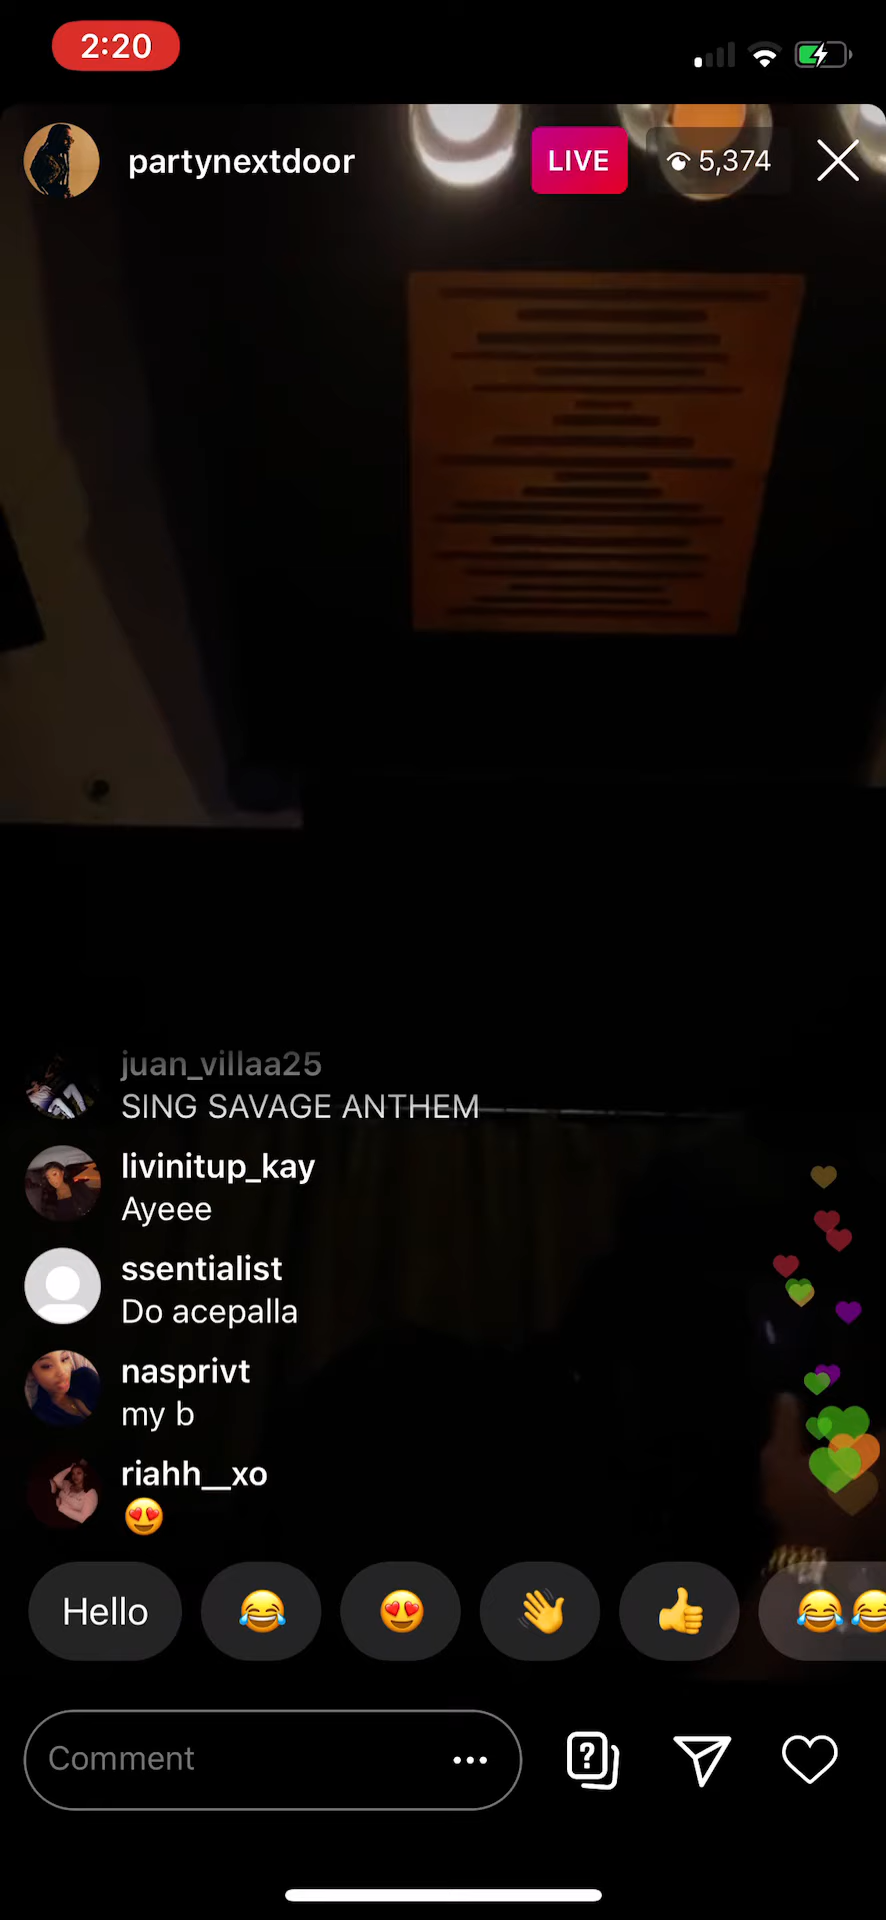 2:20
partynextdoor
LIVE
5,374
juan_villaa25
SING SAVAGE ANTHEM
livinitup_kay
Ayeee
ssentialist
Do acepalla
nasprivt
my b
riahh__xo
😍
Hello 😂 😍 👋 👍 😂😂
Comment